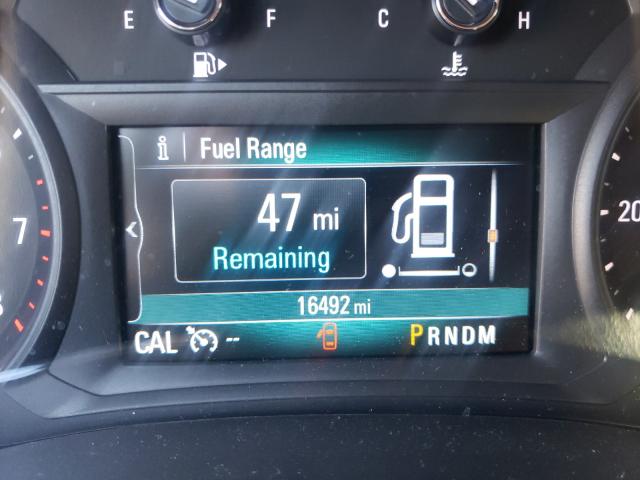 E F C H
i Fuel Range
47 mi
Remaining
7
20
16492 mi
CAL -- PRNDM